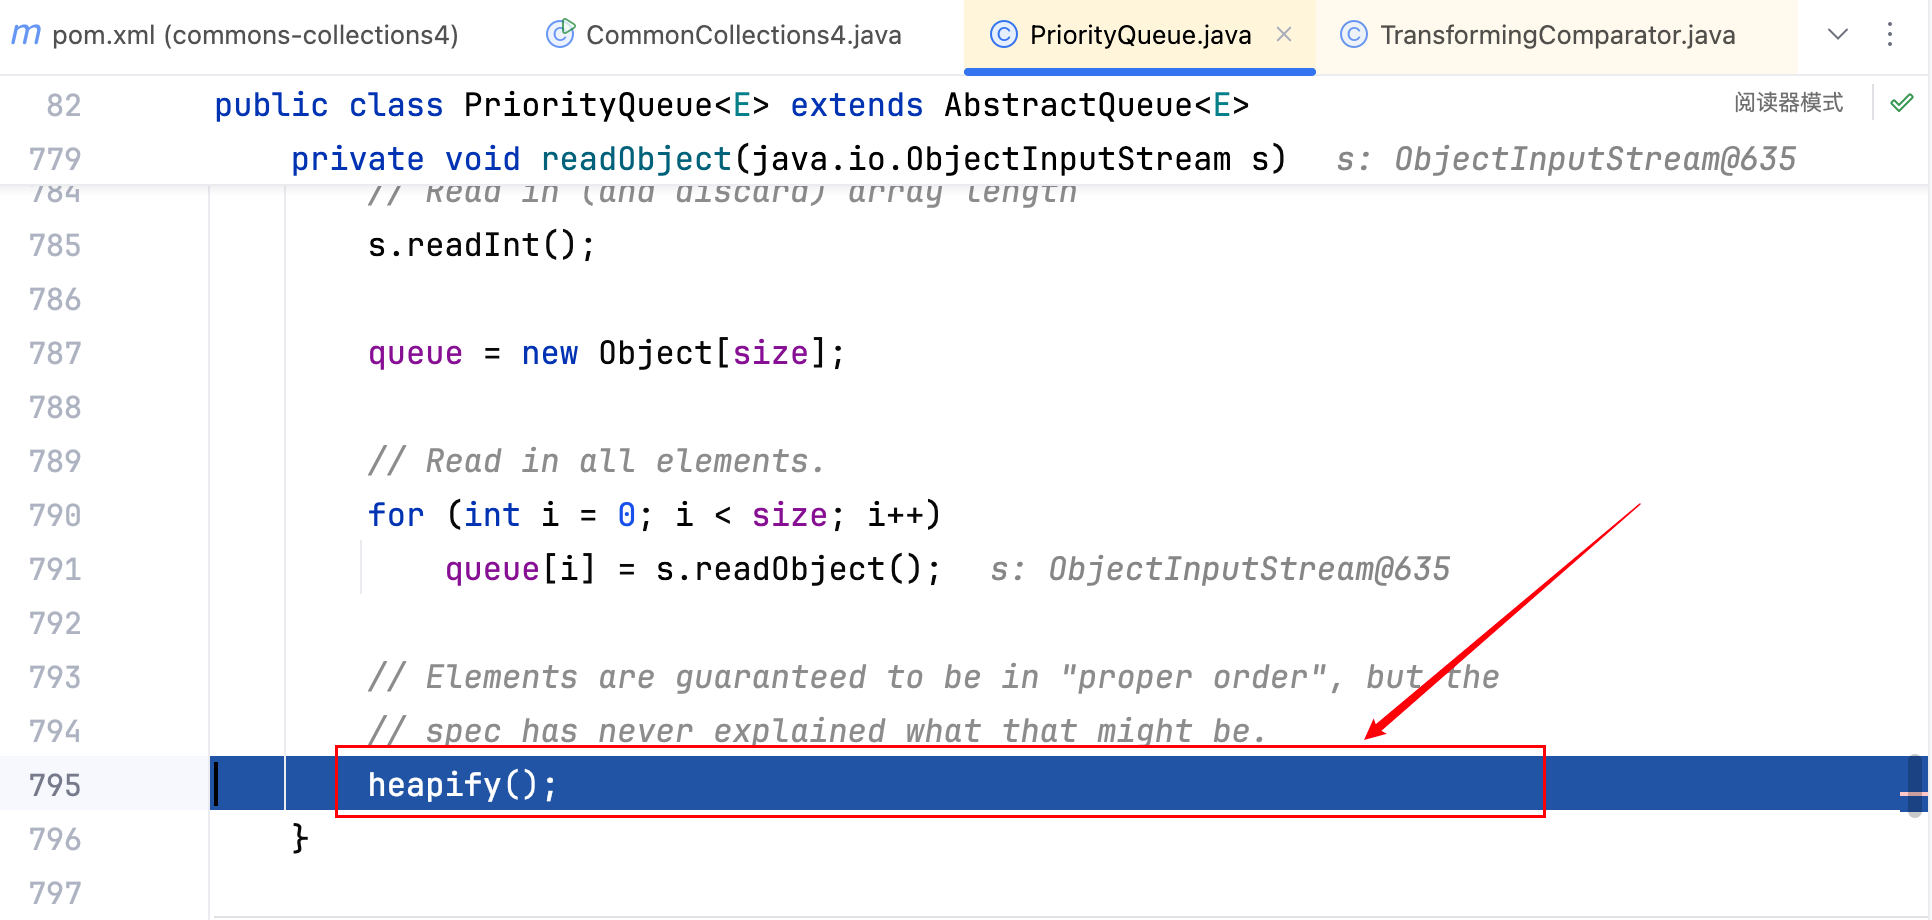 m pom.xml (commons-collections4) CommonCollections4.java PriorityQueue.java TransformingComparator.java
82 public class PriorityQueue<E> extends AbstractQueue<E> 阅读器模式
779 private void readObject(java.io.ObjectInputStream s) s: ObjectInputStream@635
784 // Read in (and discard) array length
785 s.readInt();
786
787 queue = new Object[size];
788
789 // Read in all elements.
790 for (int i = 0; i < size; i++)
791 queue[i] = s.readObject(); s: ObjectInputStream@635
792
793 // Elements are guaranteed to be in "proper order", but the
794 // spec has never explained what that might be.
795 heapify();
796 }
797